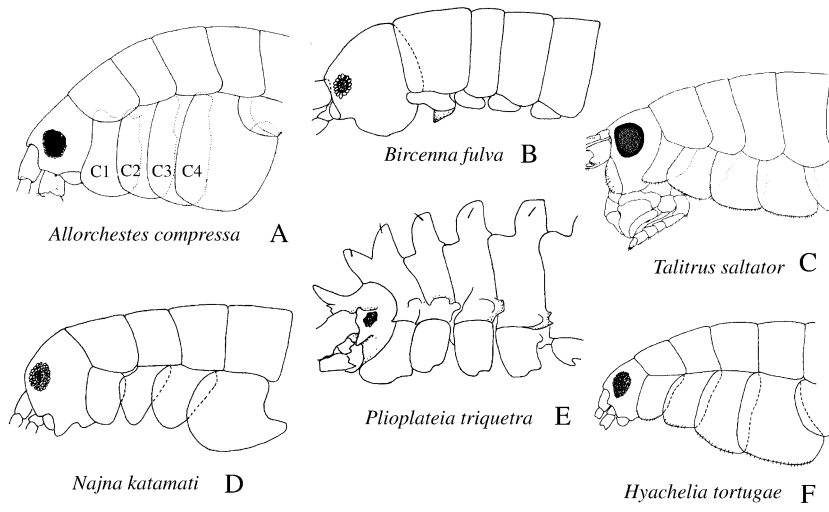 C1 C2 C3 C4
Allorchestes compressa A
Bircenna fulva B
Talitrus saltator C
Najna katamati D
Plioplateia triquetra E
Hyachelia tortugae F